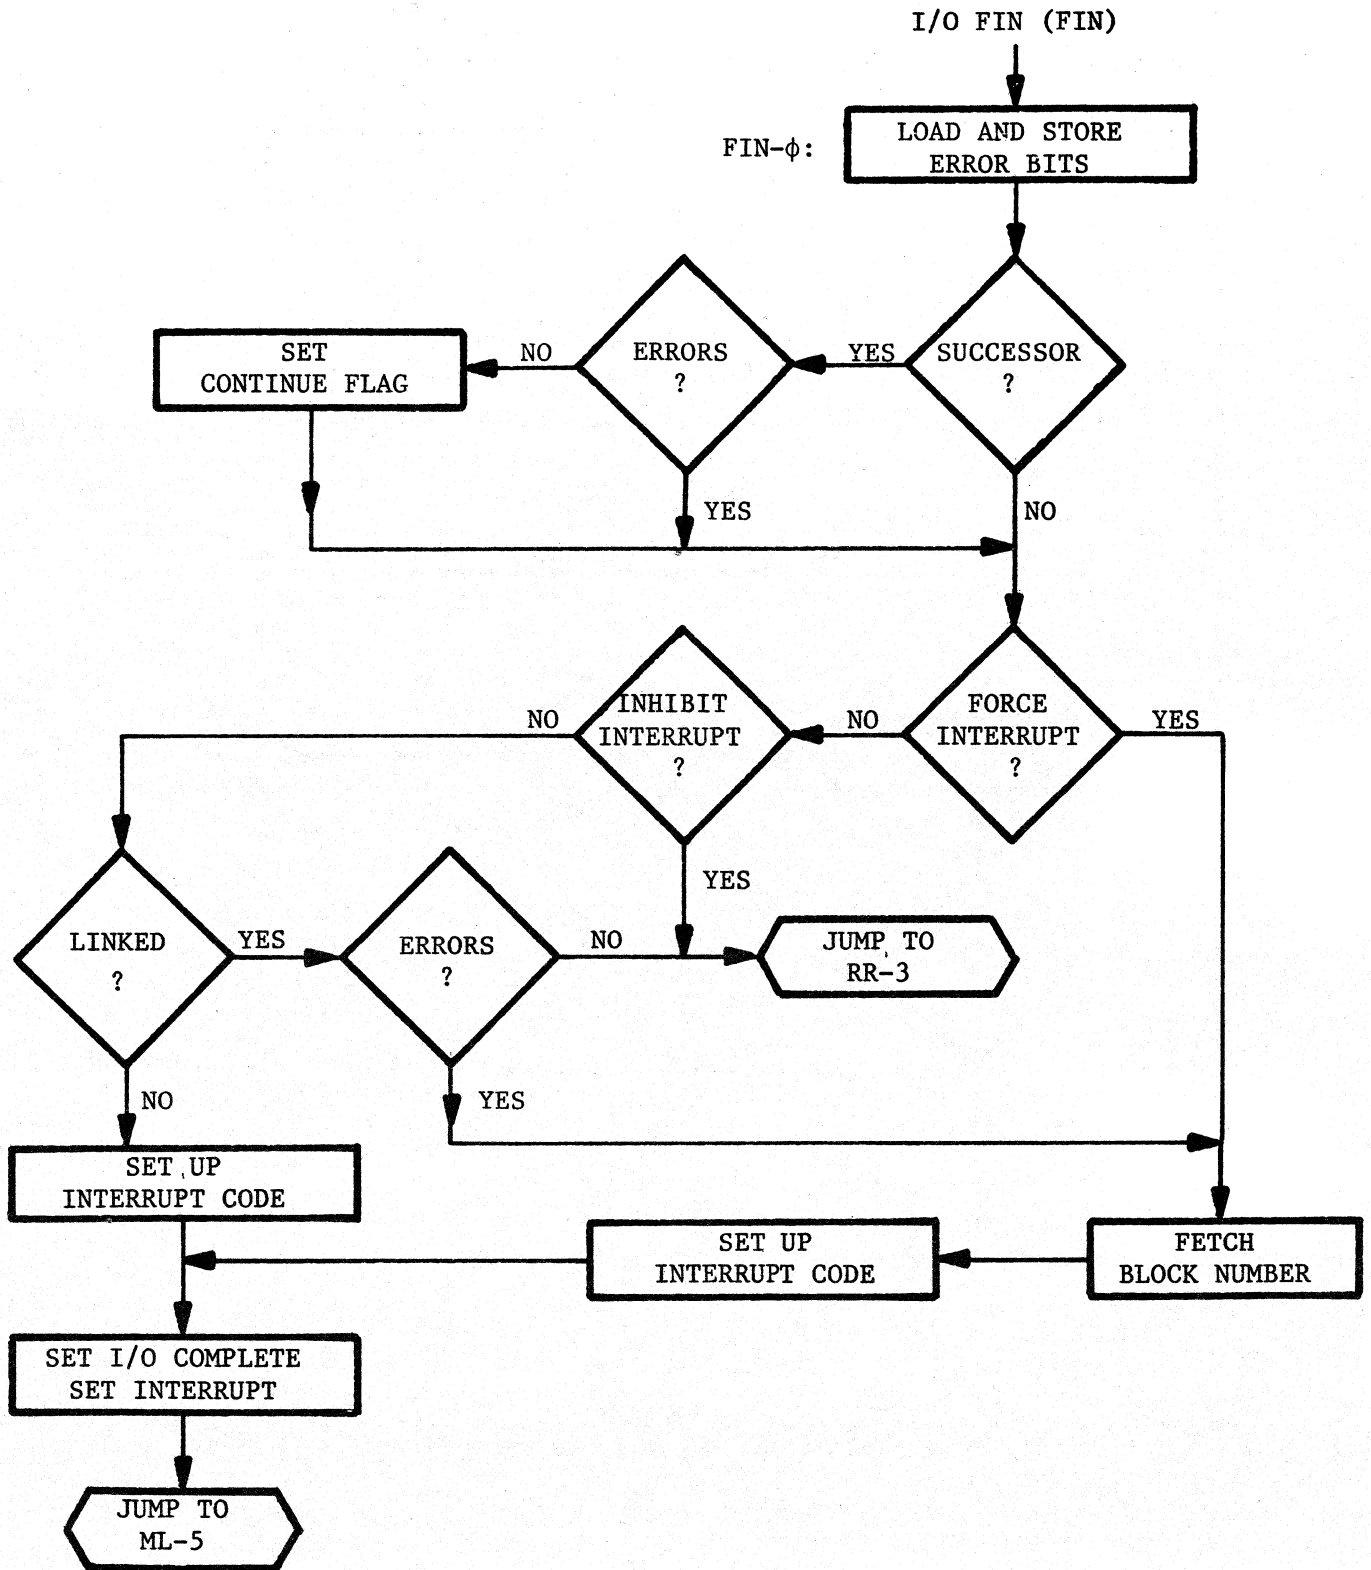 I/O FIN (FIN)
FIN-ϕ:
LOAD AND STORE
ERROR BITS
SUCCESSOR
?
YES
NO
ERRORS
?
NO
YES
SET
CONTINUE FLAG
FORCE
INTERRUPT
?
YES
NO
INHIBIT
INTERRUPT
?
NO
YES
LINKED
?
YES
NO
ERRORS
?
NO
YES
JUMP TO
RR-3
SET UP
INTERRUPT CODE
SET UP
INTERRUPT CODE
FETCH
BLOCK NUMBER
SET I/O COMPLETE
SET INTERRUPT
JUMP TO
ML-5